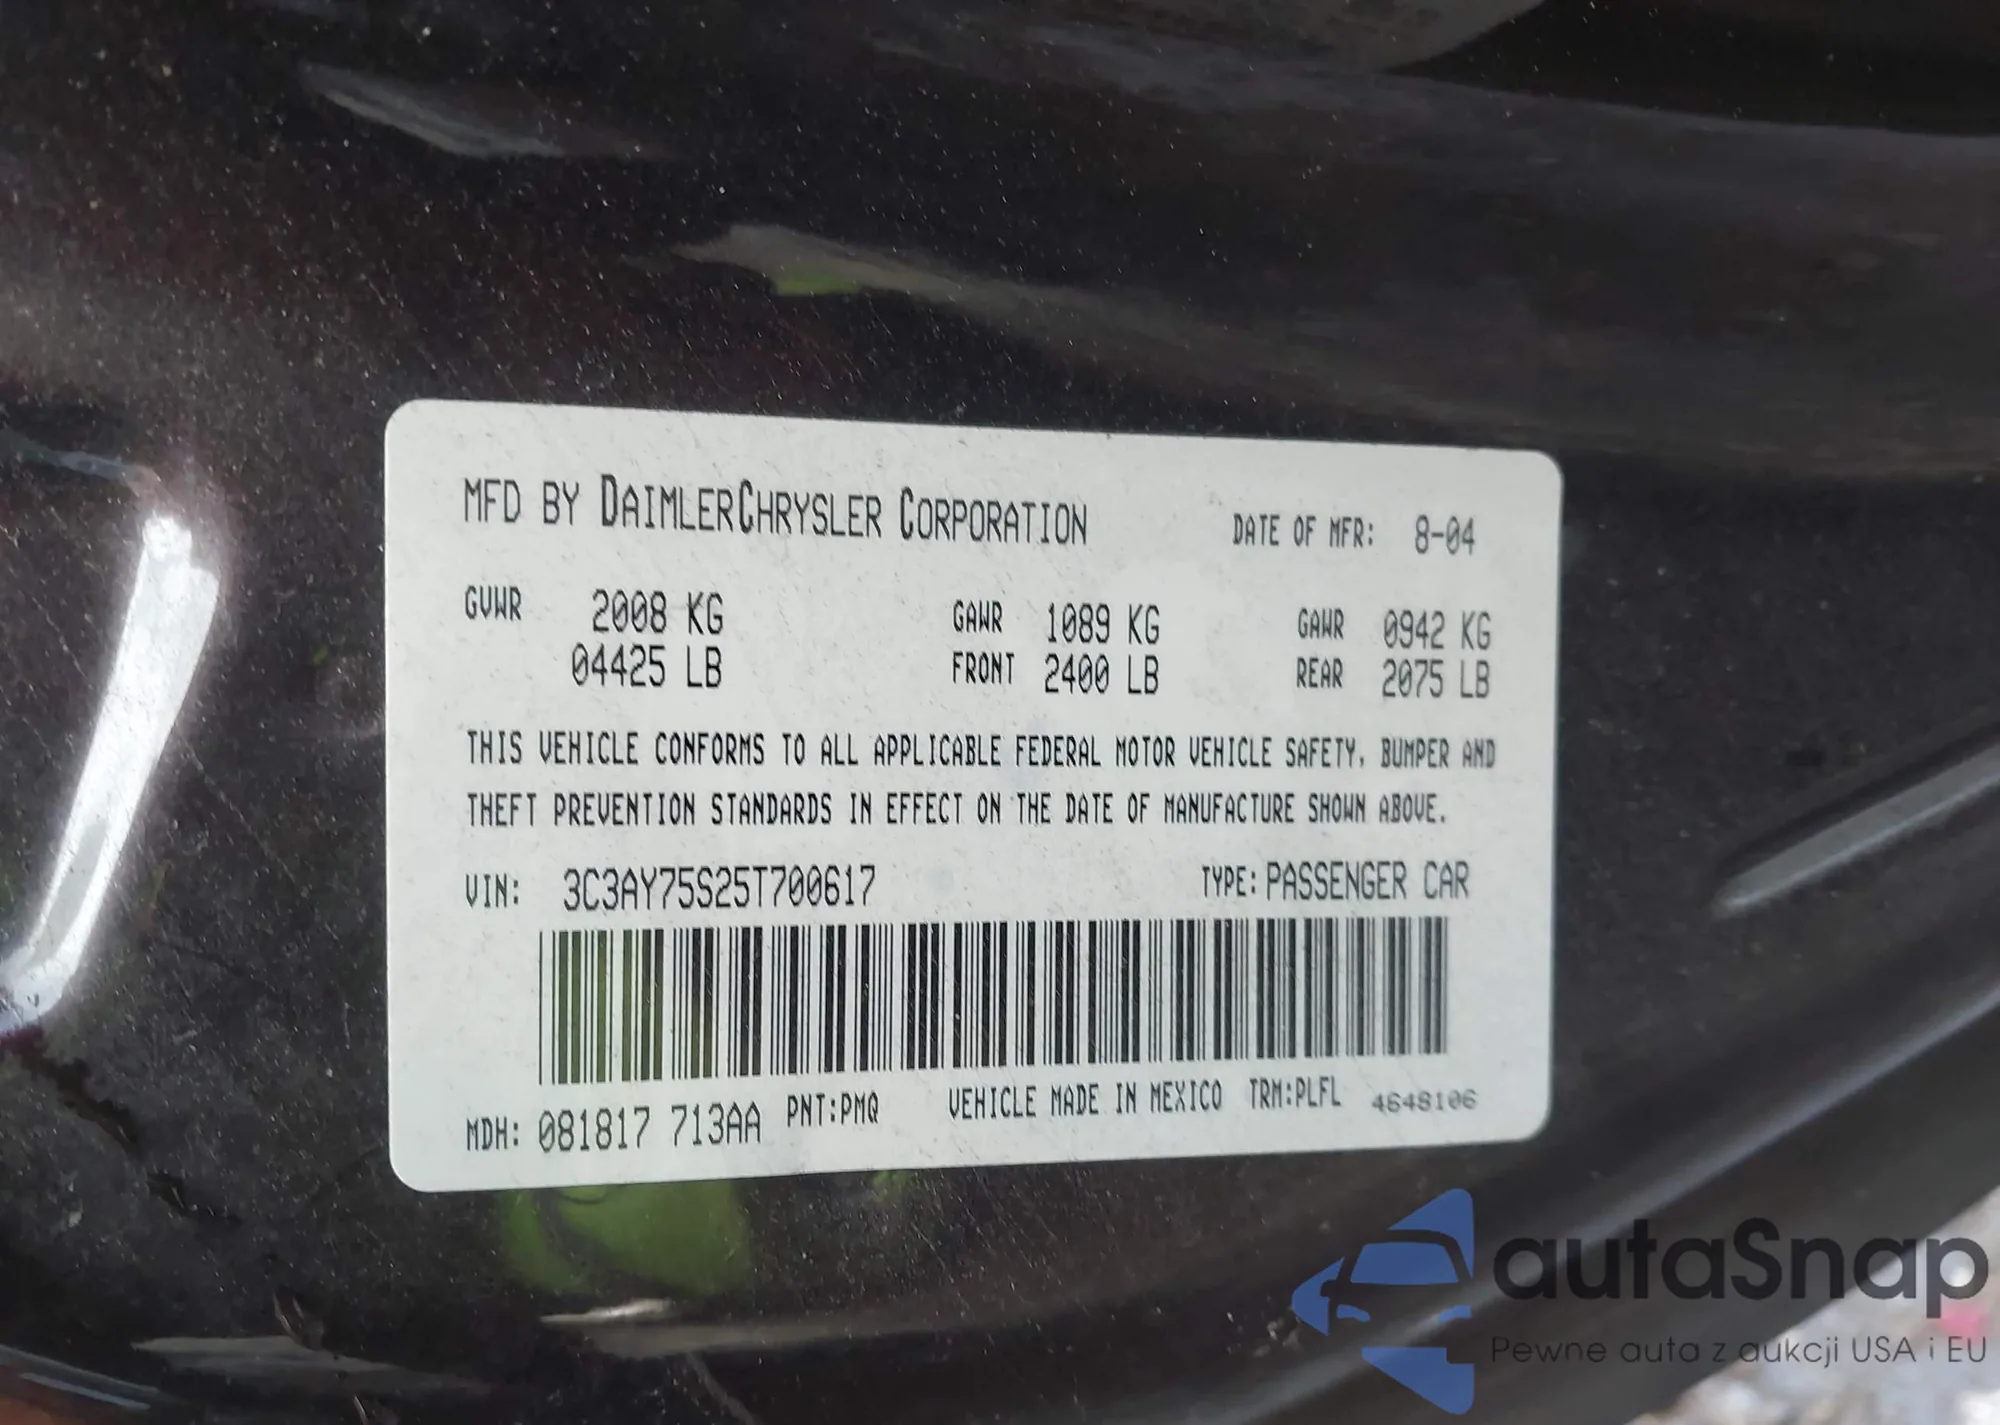 MFD BY DAIMLERCHRYSLER CORPORATION DATE OF MFR: 8-04
GVWR 2008 KG GAWR 1089 KG GAWR 0942 KG
04425 LB FRONT 2400 LB REAR 2075 LB
THIS VEHICLE CONFORMS TO ALL APPLICABLE FEDERAL MOTOR VEHICLE SAFETY, BUMPER AND
THEFT PREVENTION STANDARDS IN EFFECT ON THE DATE OF MANUFACTURE SHOWN ABOVE.
VIN: 3C3AY75S25T700617 TYPE: PASSENGER CAR
MDH: 081817 713AA PNT:PMQ VEHICLE MADE IN MEXICO TRM:PLFL 4648106
autaSnap
Pewne auta z aukcji USA i EU